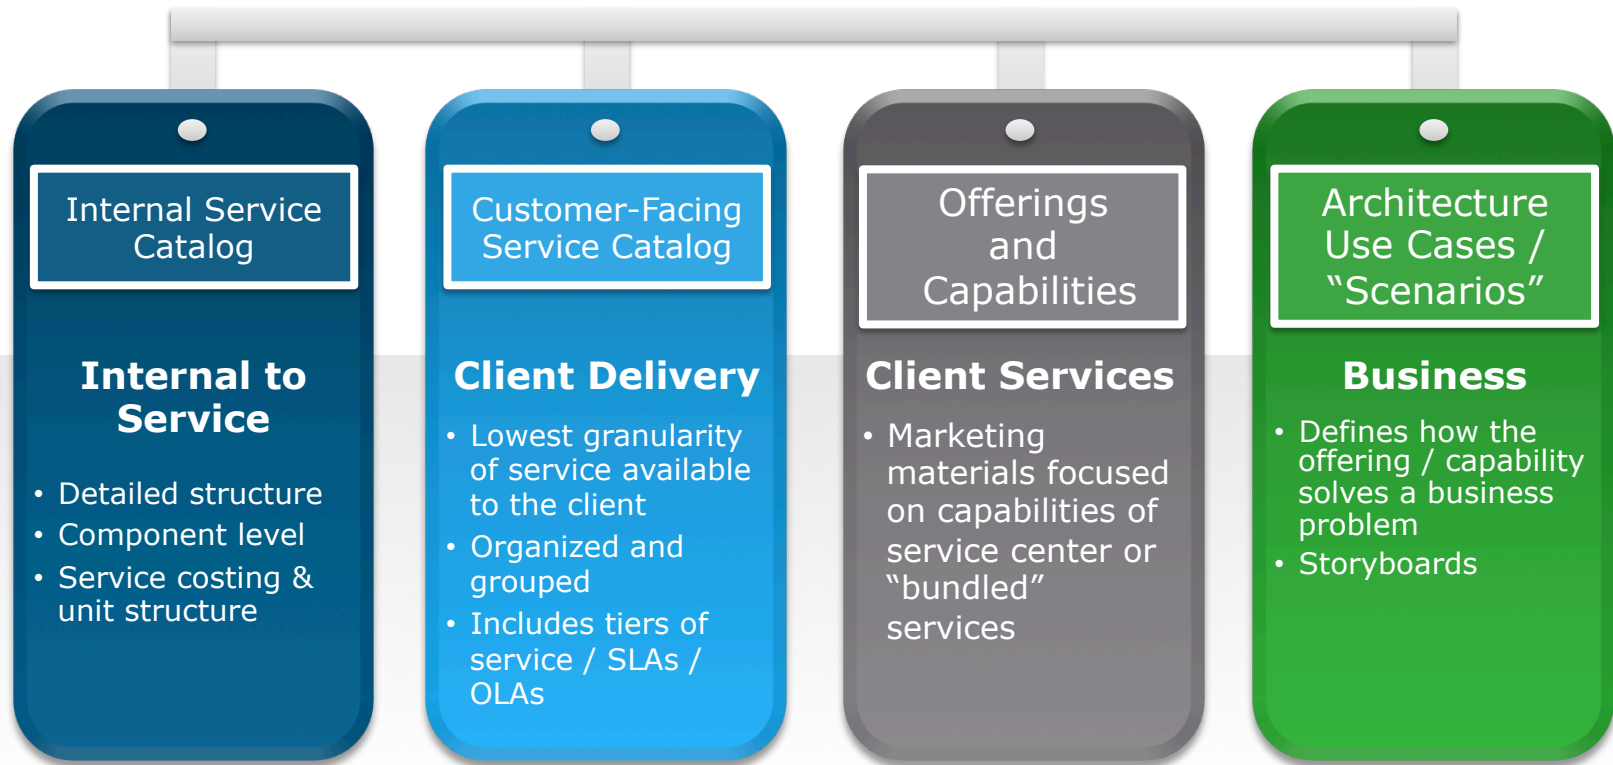 Internal Service
Catalog
Internal to
Service
• Detailed structure
• Component level
• Service costing &
unit structure
Customer-Facing
Service Catalog
Client Delivery
• Lowest granularity
of service available
to the client
• Organized and
grouped
• Includes tiers of
service / SLAs /
OLAs
Offerings
and
Capabilities
Client Services
• Marketing
materials focused
on capabilities of
service center or
“bundled”
services
Architecture
Use Cases /
“Scenarios”
Business
• Defines how the
offering / capability
solves a business
problem
• Storyboards